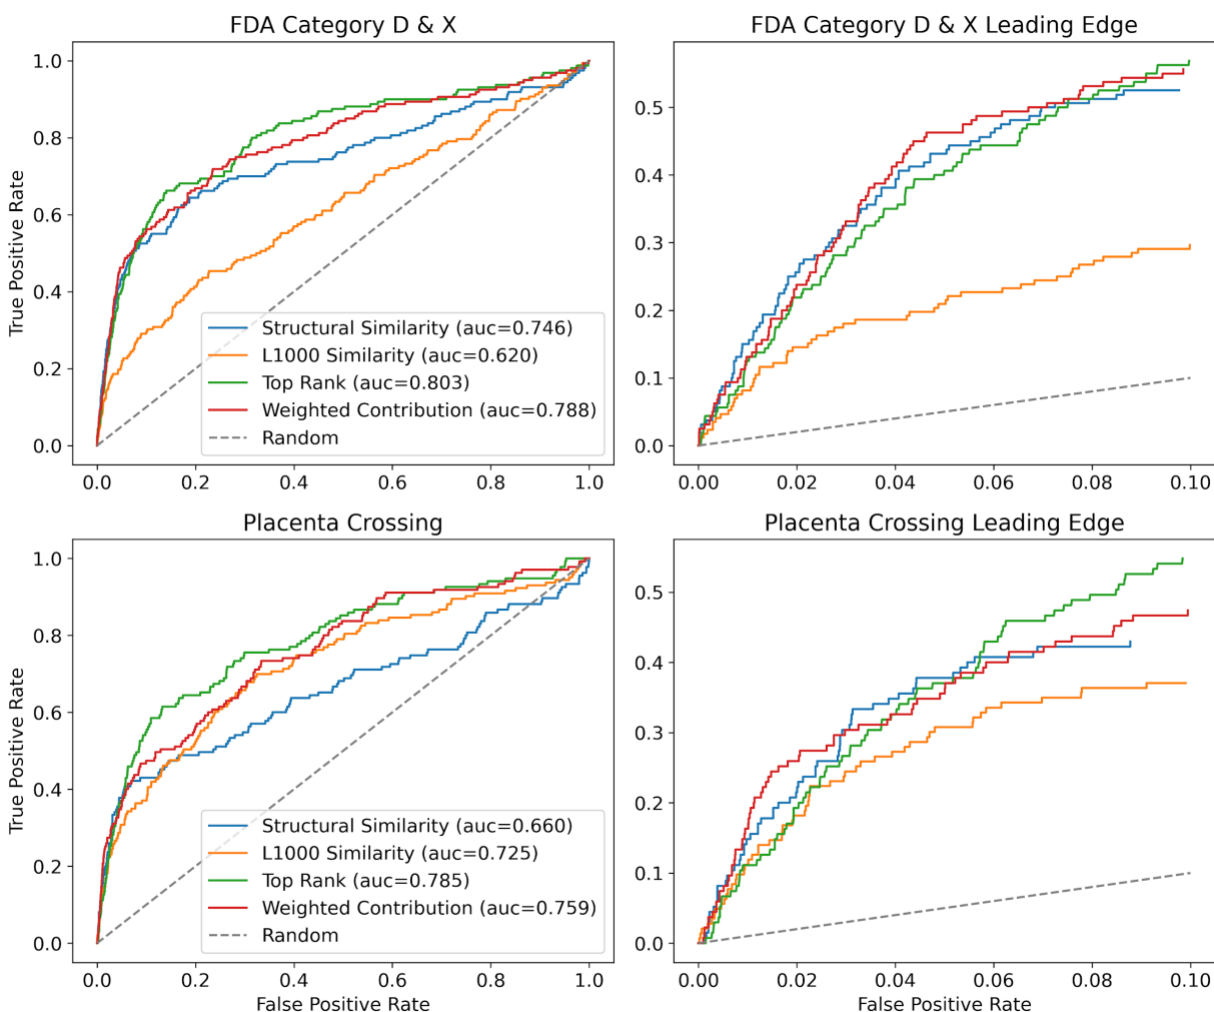 FDA Category D & X
1.0
0.8
0.6
0.4
0.2
0.0
True Positive Rate
Structural Similarity (auc=0.746)
L1000 Similarity (auc=0.620)
Top Rank (auc=0.803)
Weighted Contribution (auc=0.788)
Random
0.0 0.2 0.4 0.6 0.8 1.0
FDA Category D & X Leading Edge
0.5
0.4
0.3
0.2
0.1
0.0
0.00 0.02 0.04 0.06 0.08 0.10
Placenta Crossing
1.0
0.8
0.6
0.4
0.2
0.0
True Positive Rate
Structural Similarity (auc=0.660)
L1000 Similarity (auc=0.725)
Top Rank (auc=0.785)
Weighted Contribution (auc=0.759)
Random
0.0 0.2 0.4 0.6 0.8 1.0
False Positive Rate
Placenta Crossing Leading Edge
0.5
0.4
0.3
0.2
0.1
0.0
0.00 0.02 0.04 0.06 0.08 0.10
False Positive Rate